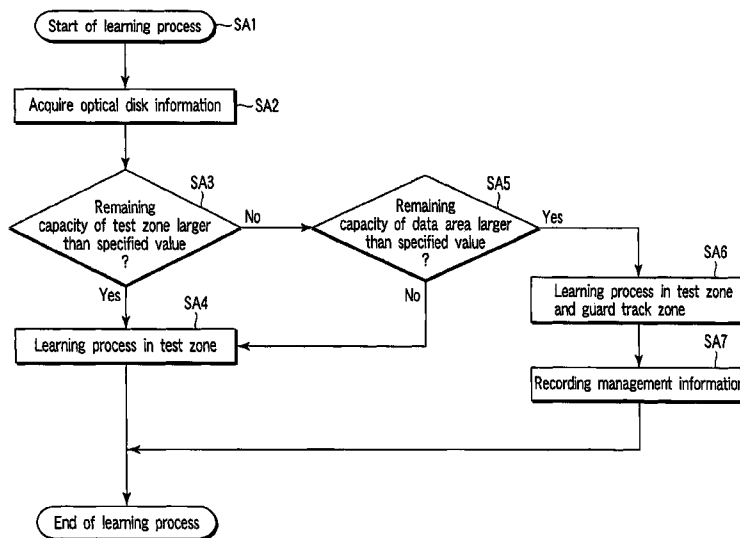 Start of learning process
SA1
Acquire optical disk information
SA2
SA3
Remaining
capacity of test zone larger
than specified value
?
No
Yes
SA5
Remaining
capacity of data area larger
than specified value
?
Yes
No
SA4
Learning process in test zone
SA6
Learning process in test zone
and guard track zone
SA7
Recording management information
End of learning process